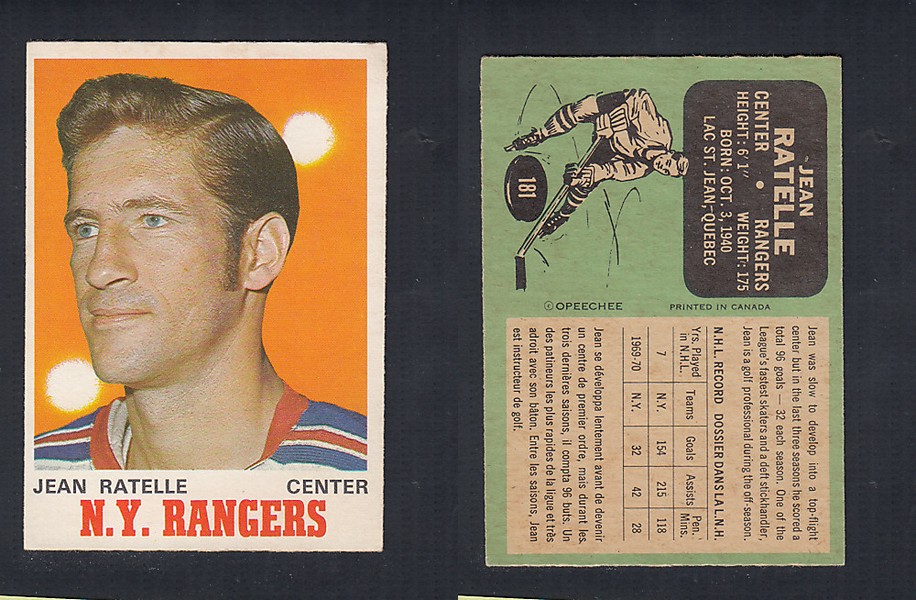 JEAN RATELLE CENTER
N.Y. RANGERS
JEAN
RATELLE
CENTER • RANGERS
HEIGHT: 6'1" WEIGHT: 175
BORN: OCT. 3, 1940
LAC ST. JEAN, QUEBEC
181
© OPEECHEE PRINTED IN CANADA
Jean was slow to develop into a top-flight
center but in the last three seasons he scored a
total 96 goals — 32 each season. One of the
League's fastest skaters and a deft stickhandler,
Jean is a golf professional during the off-season.
N.H.L. RECORD DOSSIER DANS LA L.N.H.
Yrs. Played in N.H.L. Teams Goals Assists Pen. Mins.
7 N.Y. 154 215 118
1969-70 N.Y. 32 42 28
Jean se développa lentement avant de devenir
un centre de premier ordre, mais durant les
trois dernières saisons, il compta 96 buts. Un
des patineurs les plus rapides de la ligue et très
adroit avec son bâton. Entre les saisons, Jean
est instructeur de golf.